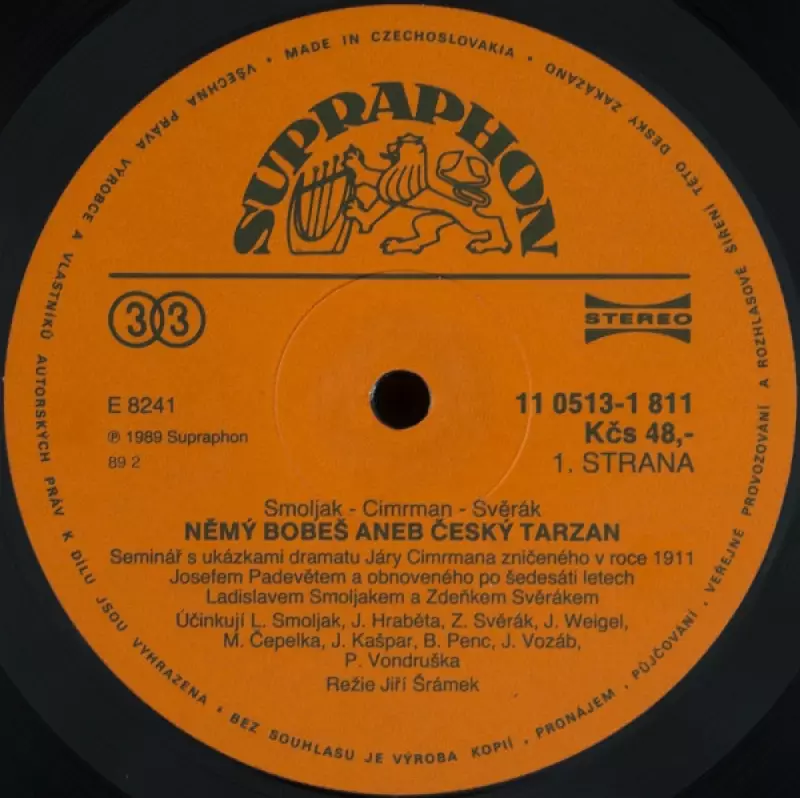 VŠECHNA PRÁVA VÝROBCE A VLASTNÍKŮ AUTORSKÝCH PRÁV K DÍLU JSOU VYHRAZENA • BEZ SOUHLASU JE VÝROBA KOPIÍ, PRONÁJEM, PŮJČOVÁNÍ, VEŘEJNÉ PROVOZOVÁNÍ A ROZHLASOVÉ ŠÍŘENÍ TÉTO DESKY ZAKÁZÁNO •
MADE IN CZECHOSLOVAKIA •
SUPRAPHON
33
STEREO
E 8241
11 0513-1 811
℗ 1989 Supraphon
Kčs 48,-
89 2
1. STRANA
Smoljak - Cimrman - Svěrák
NĚMÝ BOBEŠ ANEB ČESKÝ TARZAN
Seminář s ukázkami dramatu Járy Cimrmana zničeného v roce 1911
Josefem Padevětem a obnoveného po šedesáti letech
Ladislavem Smoljakem a Zdeňkem Svěrákem
Účinkují L. Smoljak, J. Hraběta, Z. Svěrák, J. Weigel,
M. Čepelka, J. Kašpar, B. Penc, J. Vozáb,
P. Vondruška
Režie Jiří Šrámek